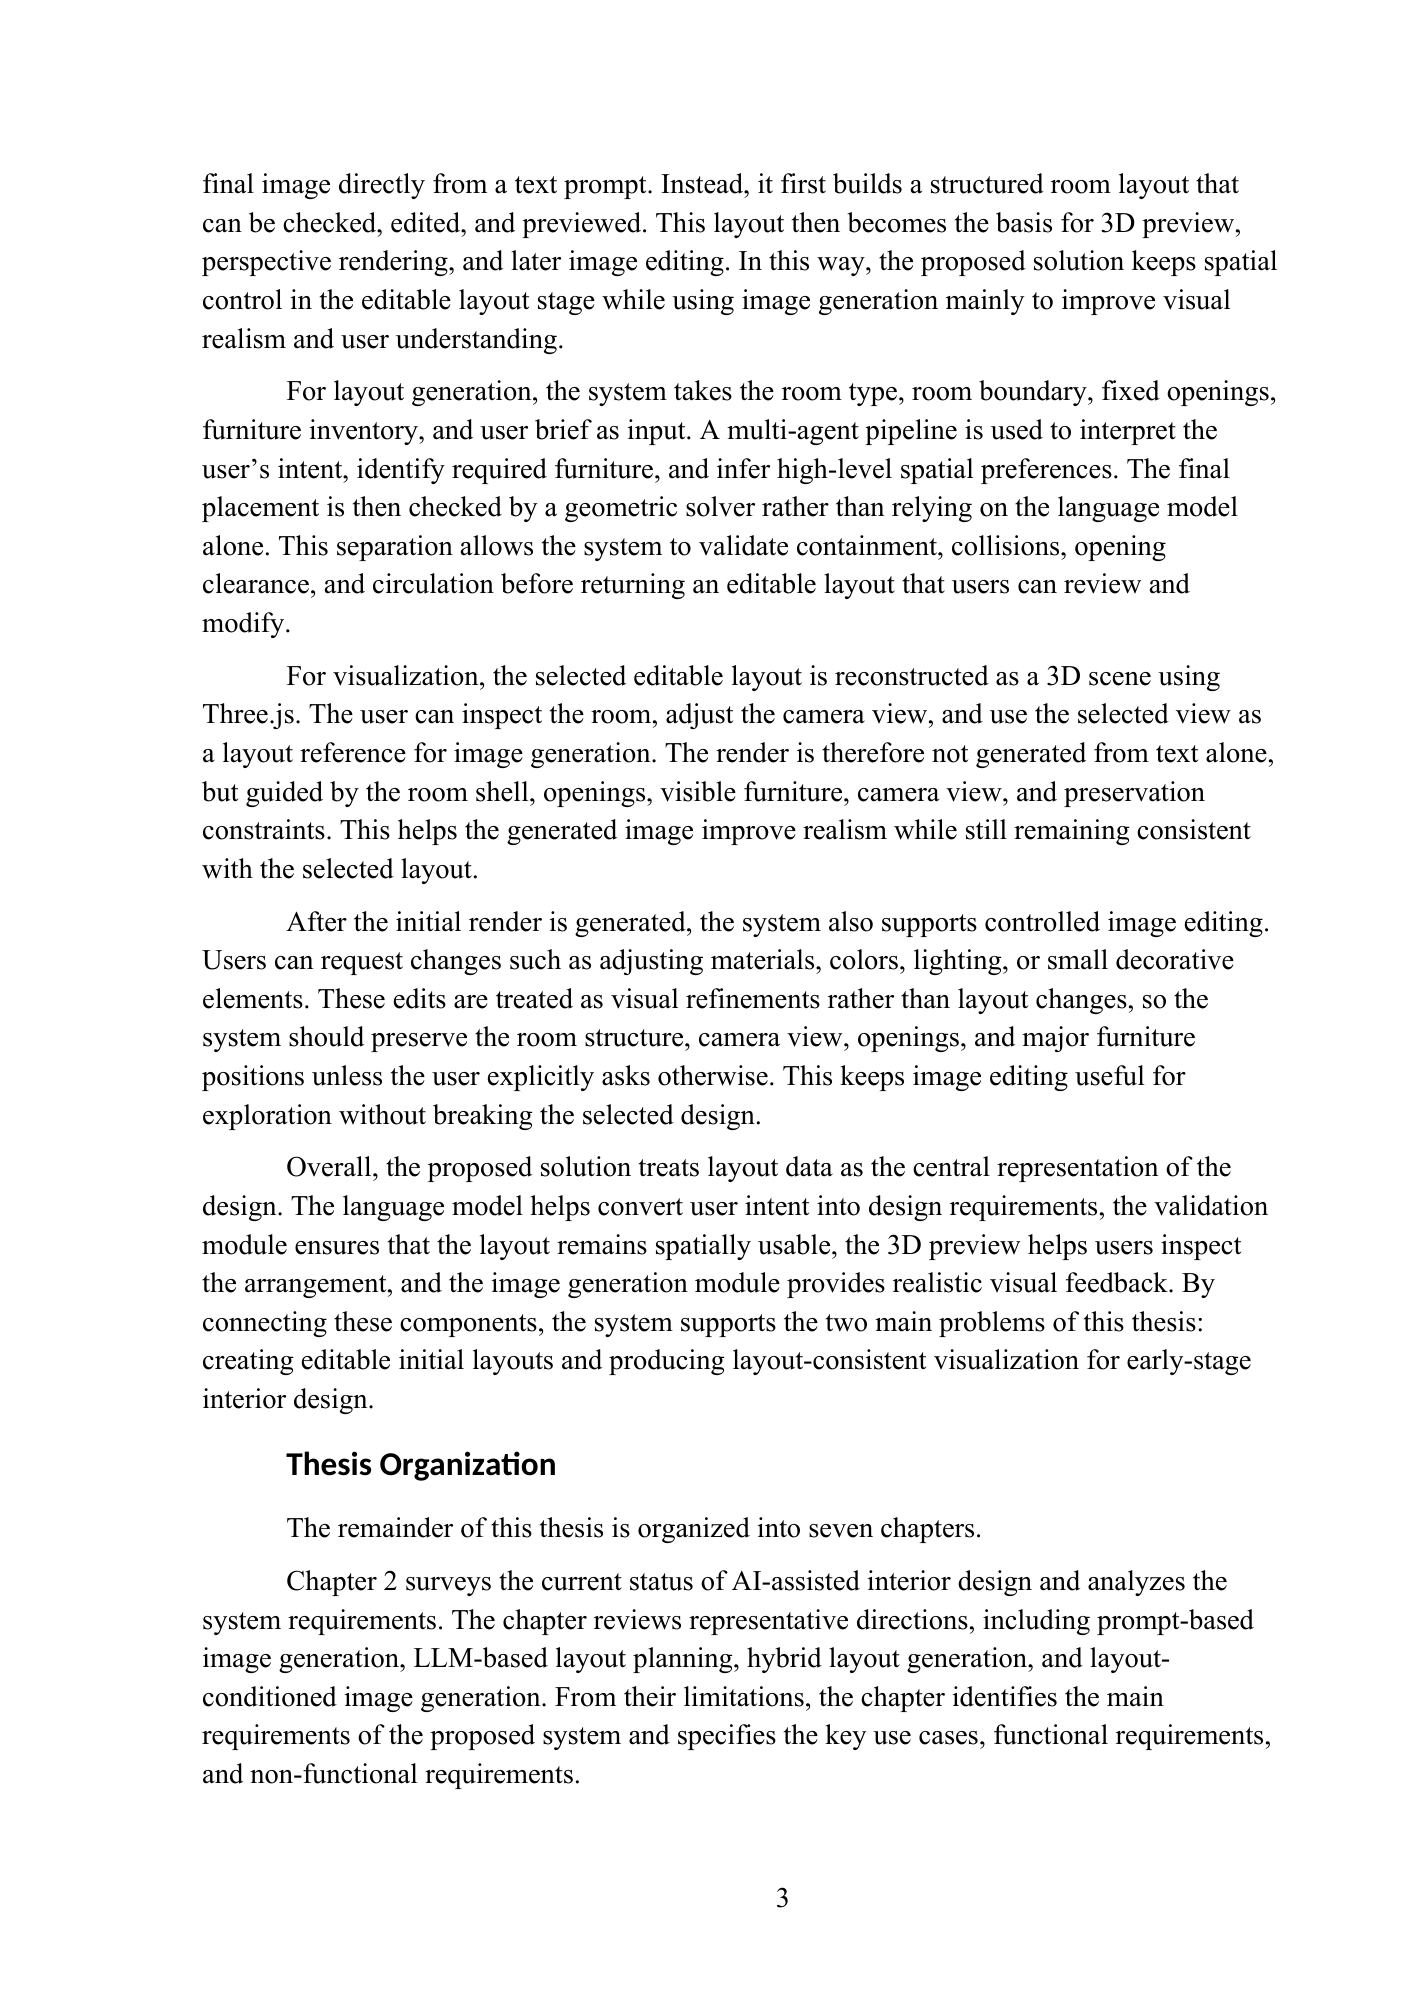 final image directly from a text prompt. Instead, it first builds a structured room layout that
can be checked, edited, and previewed. This layout then becomes the basis for 3D preview,
perspective rendering, and later image editing. In this way, the proposed solution keeps spatial
control in the editable layout stage while using image generation mainly to improve visual
realism and user understanding.
For layout generation, the system takes the room type, room boundary, fixed openings,
furniture inventory, and user brief as input. A multi-agent pipeline is used to interpret the
user’s intent, identify required furniture, and infer high-level spatial preferences. The final
placement is then checked by a geometric solver rather than relying on the language model
alone. This separation allows the system to validate containment, collisions, opening
clearance, and circulation before returning an editable layout that users can review and
modify.
For visualization, the selected editable layout is reconstructed as a 3D scene using
Three.js. The user can inspect the room, adjust the camera view, and use the selected view as
a layout reference for image generation. The render is therefore not generated from text alone,
but guided by the room shell, openings, visible furniture, camera view, and preservation
constraints. This helps the generated image improve realism while still remaining consistent
with the selected layout.
After the initial render is generated, the system also supports controlled image editing.
Users can request changes such as adjusting materials, colors, lighting, or small decorative
elements. These edits are treated as visual refinements rather than layout changes, so the
system should preserve the room structure, camera view, openings, and major furniture
positions unless the user explicitly asks otherwise. This keeps image editing useful for
exploration without breaking the selected design.
Overall, the proposed solution treats layout data as the central representation of the
design. The language model helps convert user intent into design requirements, the validation
module ensures that the layout remains spatially usable, the 3D preview helps users inspect
the arrangement, and the image generation module provides realistic visual feedback. By
connecting these components, the system supports the two main problems of this thesis:
creating editable initial layouts and producing layout-consistent visualization for early-stage
interior design.
Thesis Organization
The remainder of this thesis is organized into seven chapters.
Chapter 2 surveys the current status of AI-assisted interior design and analyzes the
system requirements. The chapter reviews representative directions, including prompt-based
image generation, LLM-based layout planning, hybrid layout generation, and layout-
conditioned image generation. From their limitations, the chapter identifies the main
requirements of the proposed system and specifies the key use cases, functional requirements,
and non-functional requirements.
3